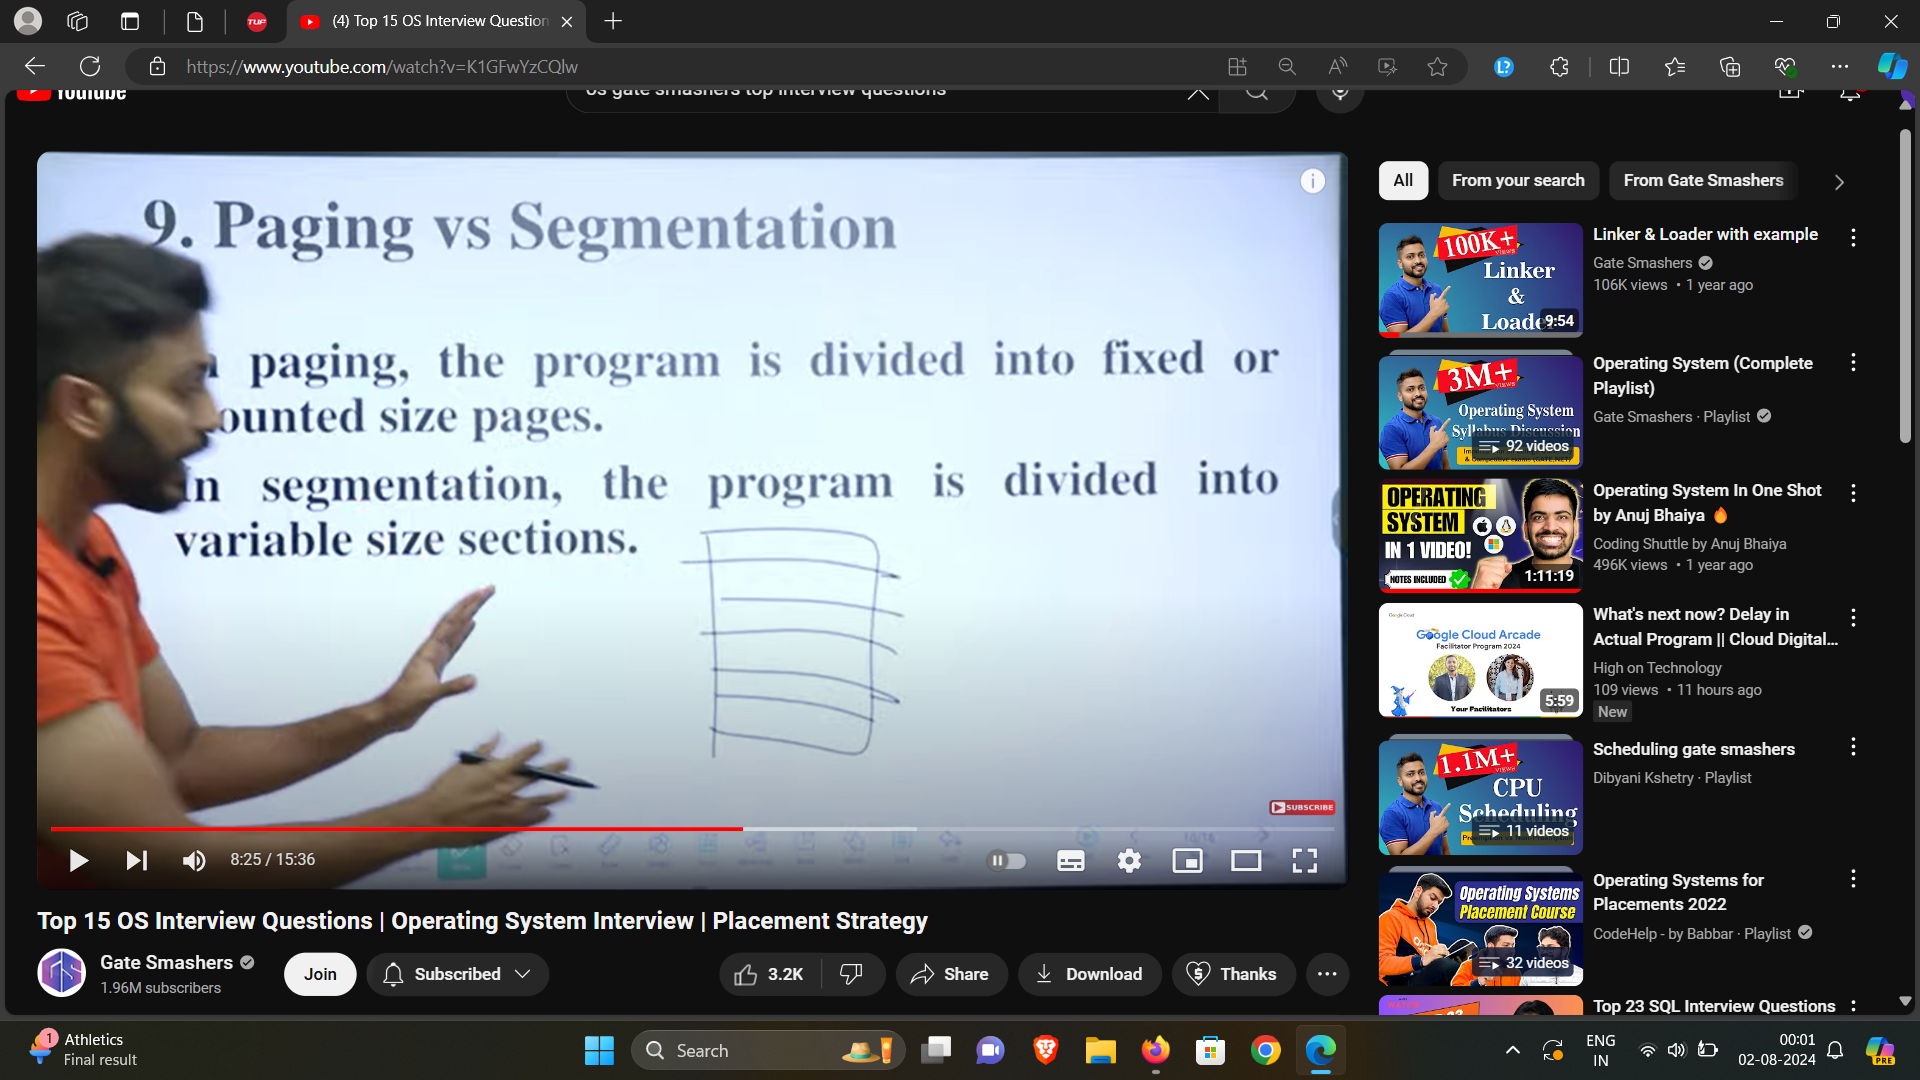 (4) Top 15 OS Interview Question
https://www.youtube.com/watch?v=K1GFwYzCQlw
YouTube
os gate smashers top interview questions
9. Paging vs Segmentation
paging, the program is divided into fixed or
ounted size pages.
In segmentation, the program is divided into
variable size sections.
SUBSCRIBE
8:25 / 15:36
10/16
Top 15 OS Interview Questions | Operating System Interview | Placement Strategy
Gate Smashers
1.96M subscribers
Join
Subscribed
3.2K
Share
Download
Thanks
All
From your search
From Gate Smashers
100K+
VIEWS
Linker
&
Loade
9:54
Linker & Loader with example
Gate Smashers
106K views • 1 year ago
3M+
VIEWS
Operating System
Syllabus Discussion
92 videos
Operating System (Complete
Playlist)
Gate Smashers · Playlist
OPERATING
SYSTEM
IN 1 VIDEO!
NOTES INCLUDED
1:11:19
Operating System In One Shot
by Anuj Bhaiya
Coding Shuttle by Anuj Bhaiya
496K views • 1 year ago
Google Cloud
Google Cloud Arcade
Facilitator Program 2024
Your Facilitators
5:59
What's next now? Delay in
Actual Program || Cloud Digital...
High on Technology
109 views • 11 hours ago
New
1.1M+
VIEWS
CPU
Scheduling
11 videos
Scheduling gate smashers
Dibyani Kshetry · Playlist
Operating Systems
Placement Course
32 videos
Operating Systems for
Placements 2022
CodeHelp - by Babbar · Playlist
Top 23 SQL Interview Questions
1
Athletics
Final result
Search
ENG
IN
00:01
02-08-2024
PRE